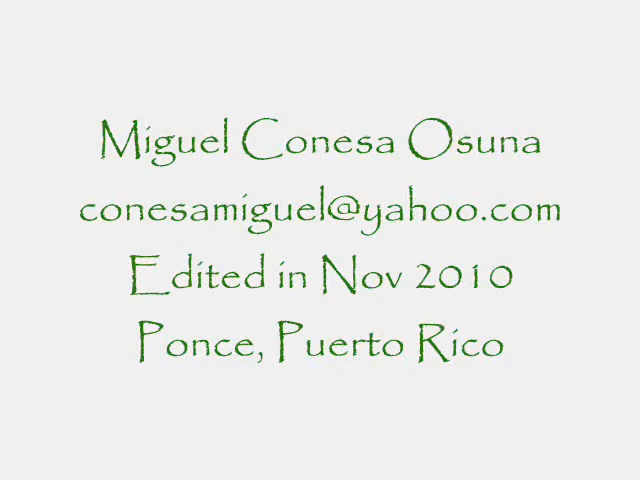 Miguel Conesa Osuna
conesamiguel@yahoo.com
Edited in Nov 2010
Ponce, Puerto Rico